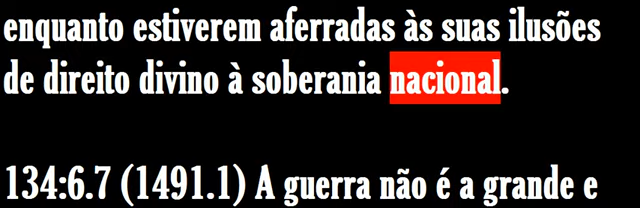 enquanto estiverem aferradas às suas ilusões
de direito divino à soberania nacional.
134:6.7 (1491.1) A guerra não é a grande e